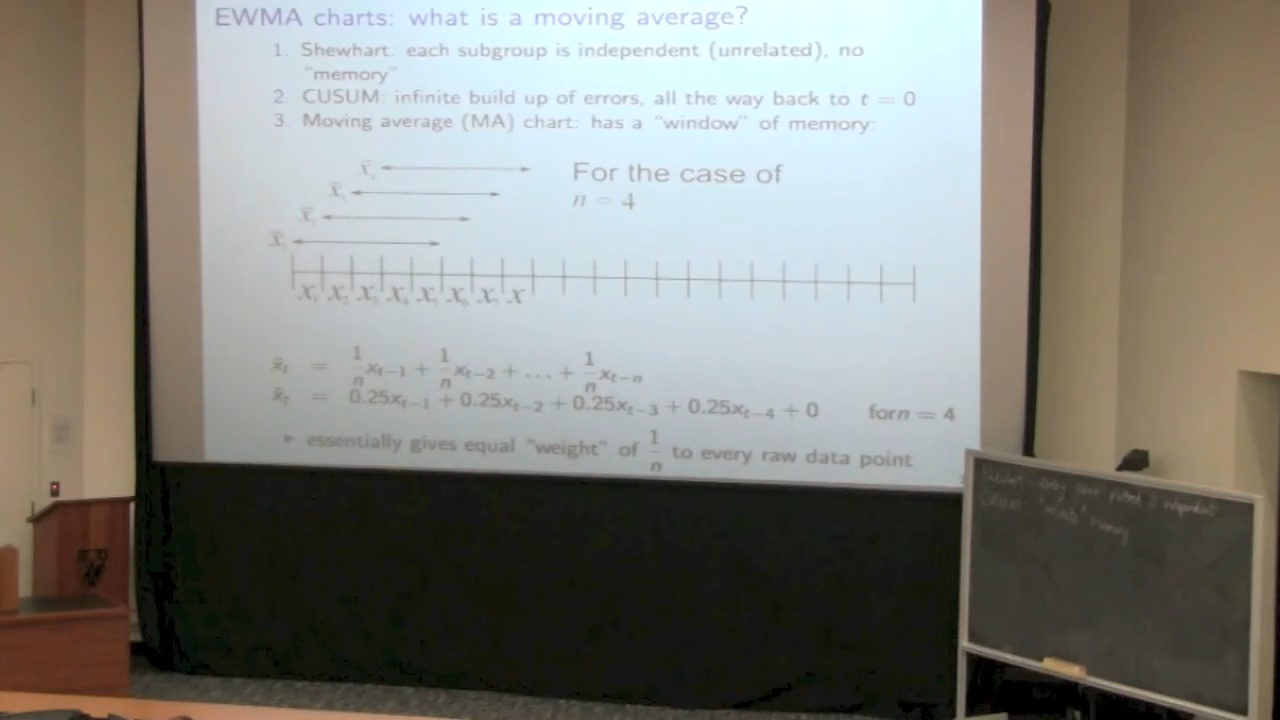 EWMA charts: what is a moving average?
1. Shewhart: each subgroup is independent (unrelated), no
"memory"
2. CUSUM: infinite build up of errors, all the way back to t = 0
3. Moving average (MA) chart: has a "window" of memory:
For the case of
n = 4
x̄
x̄
x̄
x̄
x x x x x x x x
x̄ₜ = 1/n xₜ₋₁ + 1/n xₜ₋₂ + ... + 1/n xₜ₋ₙ
x̄ₜ = 0.25xₜ₋₁ + 0.25xₜ₋₂ + 0.25xₜ₋₃ + 0.25xₜ₋₄ + 0 forn = 4
▶ essentially gives equal "weight" of 1/n to every raw data point